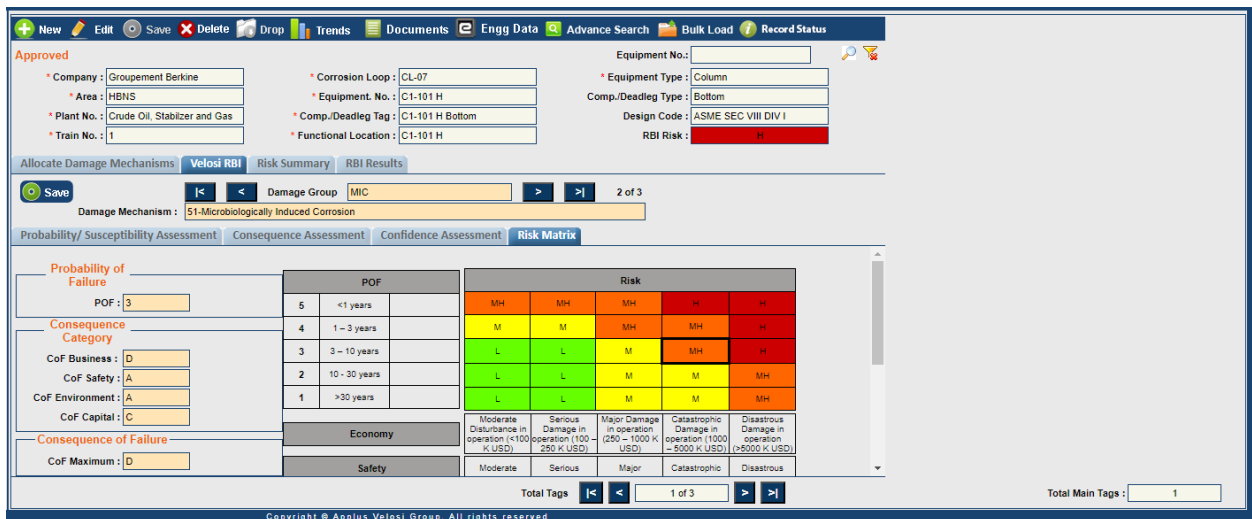 New Edit Save Delete Drop Trends Documents Engg Data Advance Search Bulk Load Record Status
Approved Equipment No.:
* Company : Groupement Berkine * Corrosion Loop : CL-07 * Equipment Type : Column
* Area : HBNS * Equipment. No. : C1-101 H Comp./Deadleg Type : Bottom
* Plant No. : Crude Oil, Stabilzer and Gas * Comp./Deadleg Tag : C1-101 H Bottom Design Code : ASME SEC VIII DIV I
* Train No. : 1 * Functional Location : C1-101 H RBI Risk : H
Allocate Damage Mechanisms Velosi RBI Risk Summary RBI Results
Save |< < Damage Group MIC > >| 2 of 3
Damage Mechanism : 51-Microbiologically Induced Corrosion
Probability/ Susceptibility Assessment Consequence Assessment Confidence Assessment Risk Matrix
Probability of
Failure
POF : 3
Consequence
Category
CoF Business : D
CoF Safety : A
CoF Environment : A
CoF Capital : C
Consequence of Failure
CoF Maximum : D
POF Risk
5 <1 years MH MH MH H H
4 1 – 3 years M M MH MH H
3 3 – 10 years L L M MH H
2 10 - 30 years L L M M MH
1 >30 years L L M M MH
Economy
Moderate Disturbance in operation (<100 K USD)
Serious Damage in operation (100 – 250 K USD)
Major Damage in operation (250 – 1000 K USD)
Catastrophic Damage in operation (1000 – 5000 K USD)
Disastrous Damage in operation (>5000 K USD)
Safety Moderate Serious Major Catastrophic Disastrous
Total Tags |< < 1 of 3 > >| Total Main Tags : 1
Copyright © Applus Velosi Group. All rights reserved